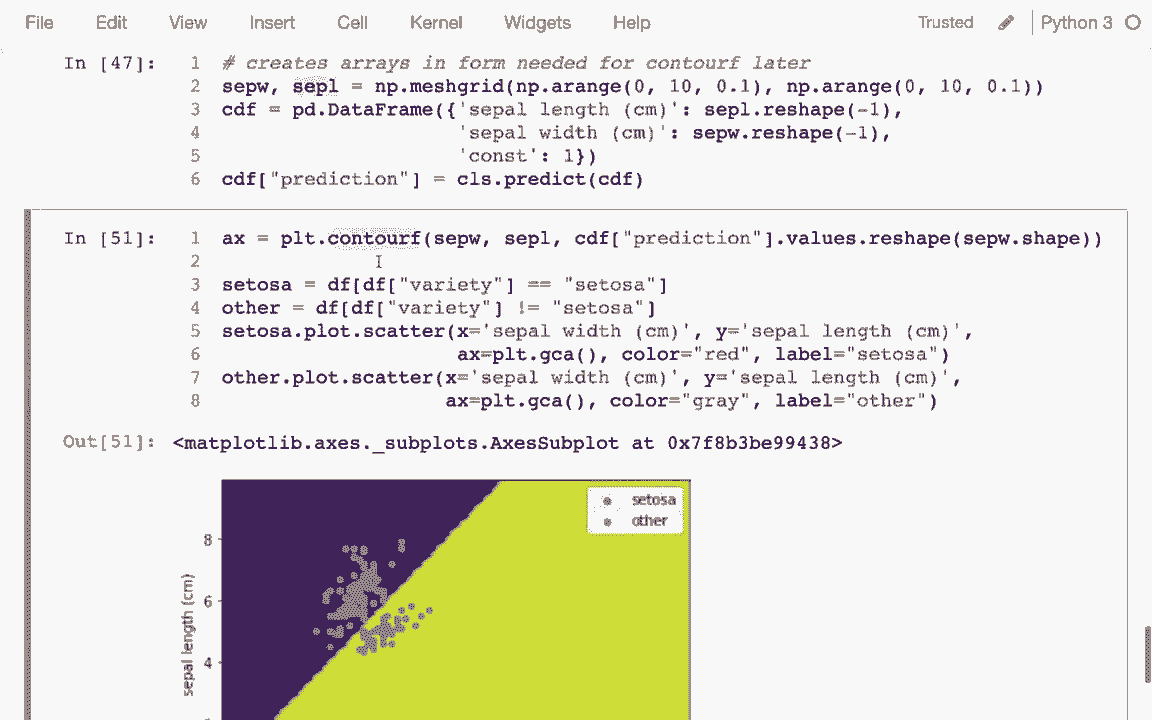 File Edit View Insert Cell Kernel Widgets Help Trusted Python 3
In [47]:
1 # creates arrays in form needed for contourf later
2 sepw, sepl = np.meshgrid(np.arange(0, 10, 0.1), np.arange(0, 10, 0.1))
3 cdf = pd.DataFrame({'sepal length (cm)': sepl.reshape(-1),
4 'sepal width (cm)': sepw.reshape(-1),
5 'const': 1})
6 cdf["prediction"] = cls.predict(cdf)
In [51]:
1 ax = plt.contourf(sepw, sepl, cdf["prediction"].values.reshape(sepw.shape))
2
3 setosa = df[df["variety"] == "setosa"]
4 other = df[df["variety"] != "setosa"]
5 setosa.plot.scatter(x='sepal width (cm)', y='sepal length (cm)',
6 ax=plt.gca(), color="red", label="setosa")
7 other.plot.scatter(x='sepal width (cm)', y='sepal length (cm)',
8 ax=plt.gca(), color="gray", label="other")
Out[51]: <matplotlib.axes._subplots.AxesSubplot at 0x7f8b3be99438>
setosa
other
8
6
4
sepal length (cm)